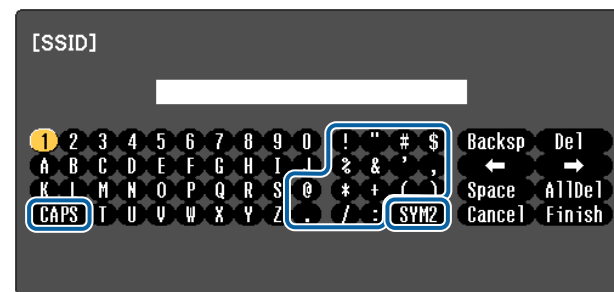 [SSID]
1 2 3 4 5 6 7 8 9 0 ! " # $ Backsp Del
A B C D E F G H I J % & ' , ← →
K L M N O P Q R S @ * + ( ) Space AllDel
CAPS T U V W X Y Z . / : SYM2 Cancel Finish